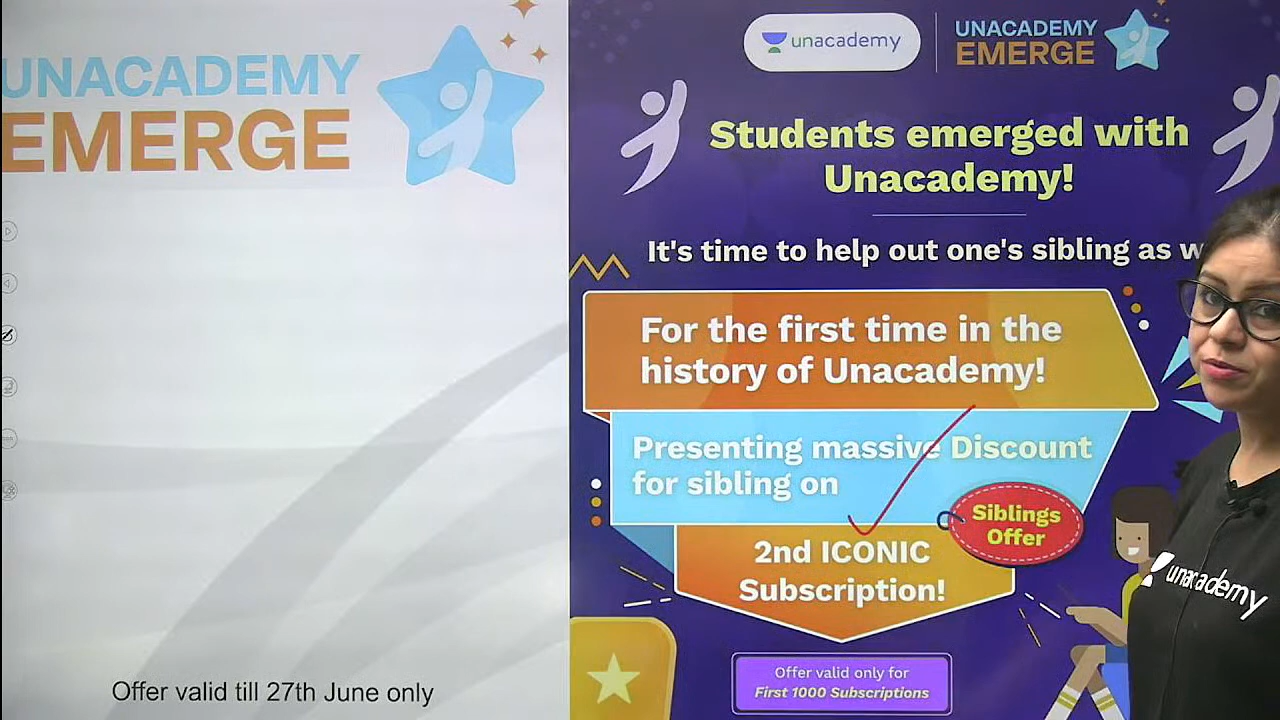 UNACADEMY
EMERGE
Offer valid till 27th June only
unacademy
UNACADEMY
EMERGE
Students emerged with
Unacademy!
It's time to help out one's sibling as w
For the first time in the
history of Unacademy!
Presenting massive Discount
for sibling on
Siblings
Offer
2nd ICONIC
Subscription!
Offer valid only for
First 1000 Subscriptions
unacademy